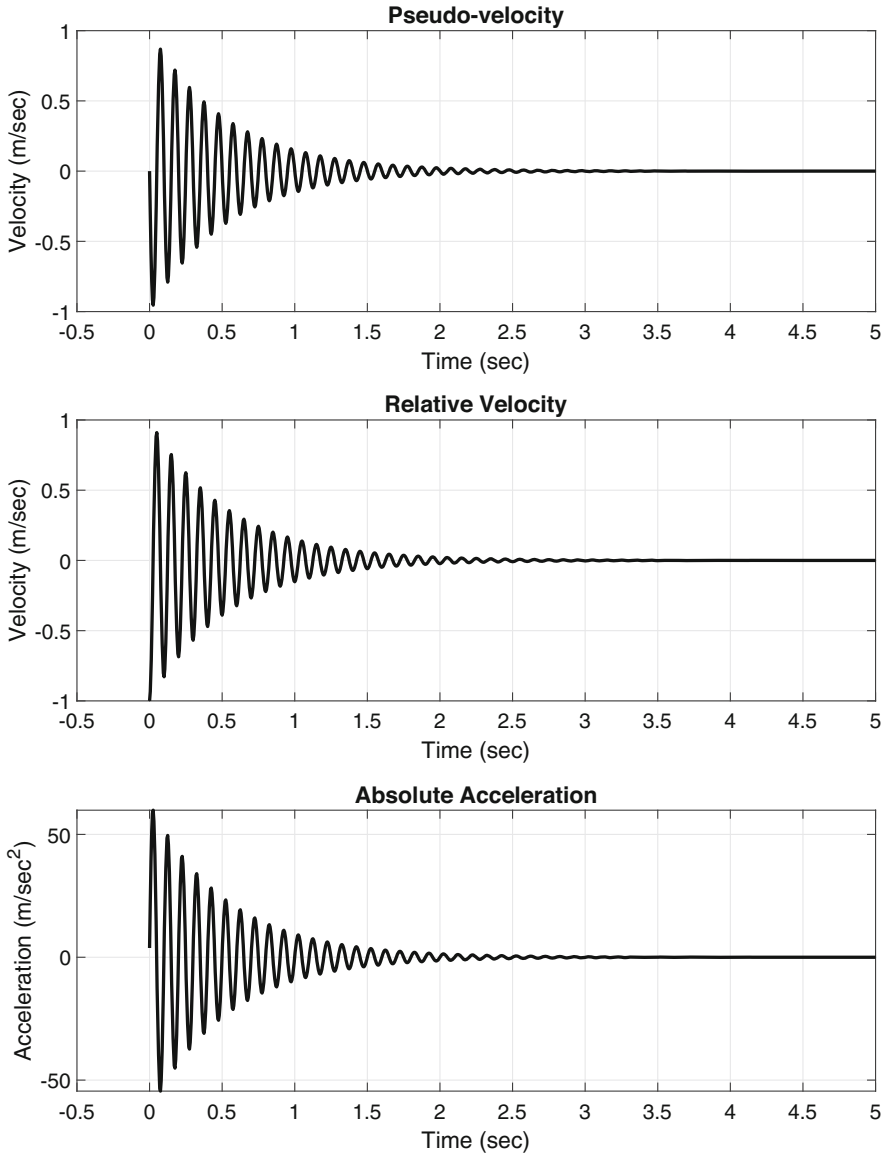 Pseudo-velocity
1
0.5
0
-0.5
-1
Velocity (m/sec)
-0.5 0 0.5 1 1.5 2 2.5 3 3.5 4 4.5 5
Time (sec)
Relative Velocity
1
0.5
0
-0.5
-1
Velocity (m/sec)
-0.5 0 0.5 1 1.5 2 2.5 3 3.5 4 4.5 5
Time (sec)
Absolute Acceleration
50
0
-50
Acceleration (m/sec²)
-0.5 0 0.5 1 1.5 2 2.5 3 3.5 4 4.5 5
Time (sec)